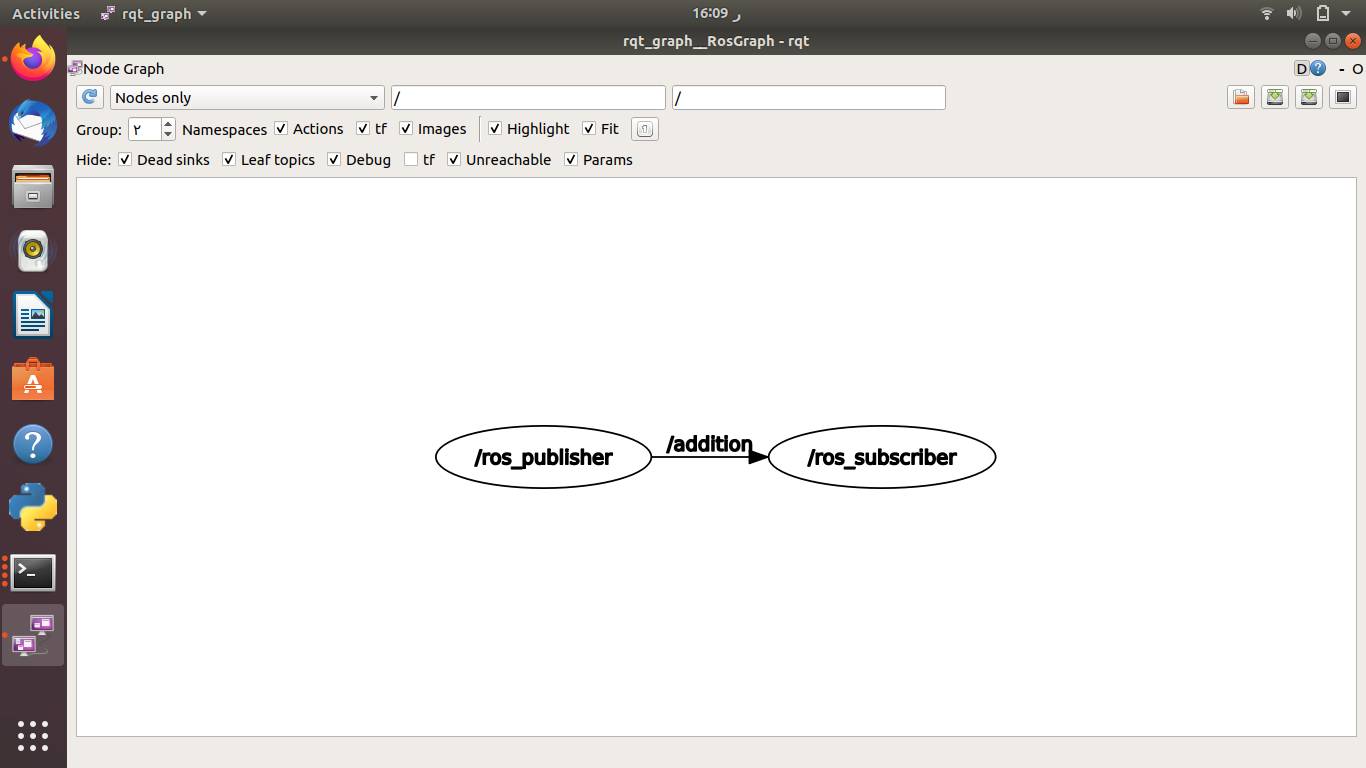 Activities rqt_graph 16:09 ر
rqt_graph__RosGraph - rqt
Node Graph D ? - O
Nodes only / /
Group: ٢ Namespaces Actions tf Images Highlight Fit
Hide: Dead sinks Leaf topics Debug tf Unreachable Params
/ros_publisher /addition /ros_subscriber